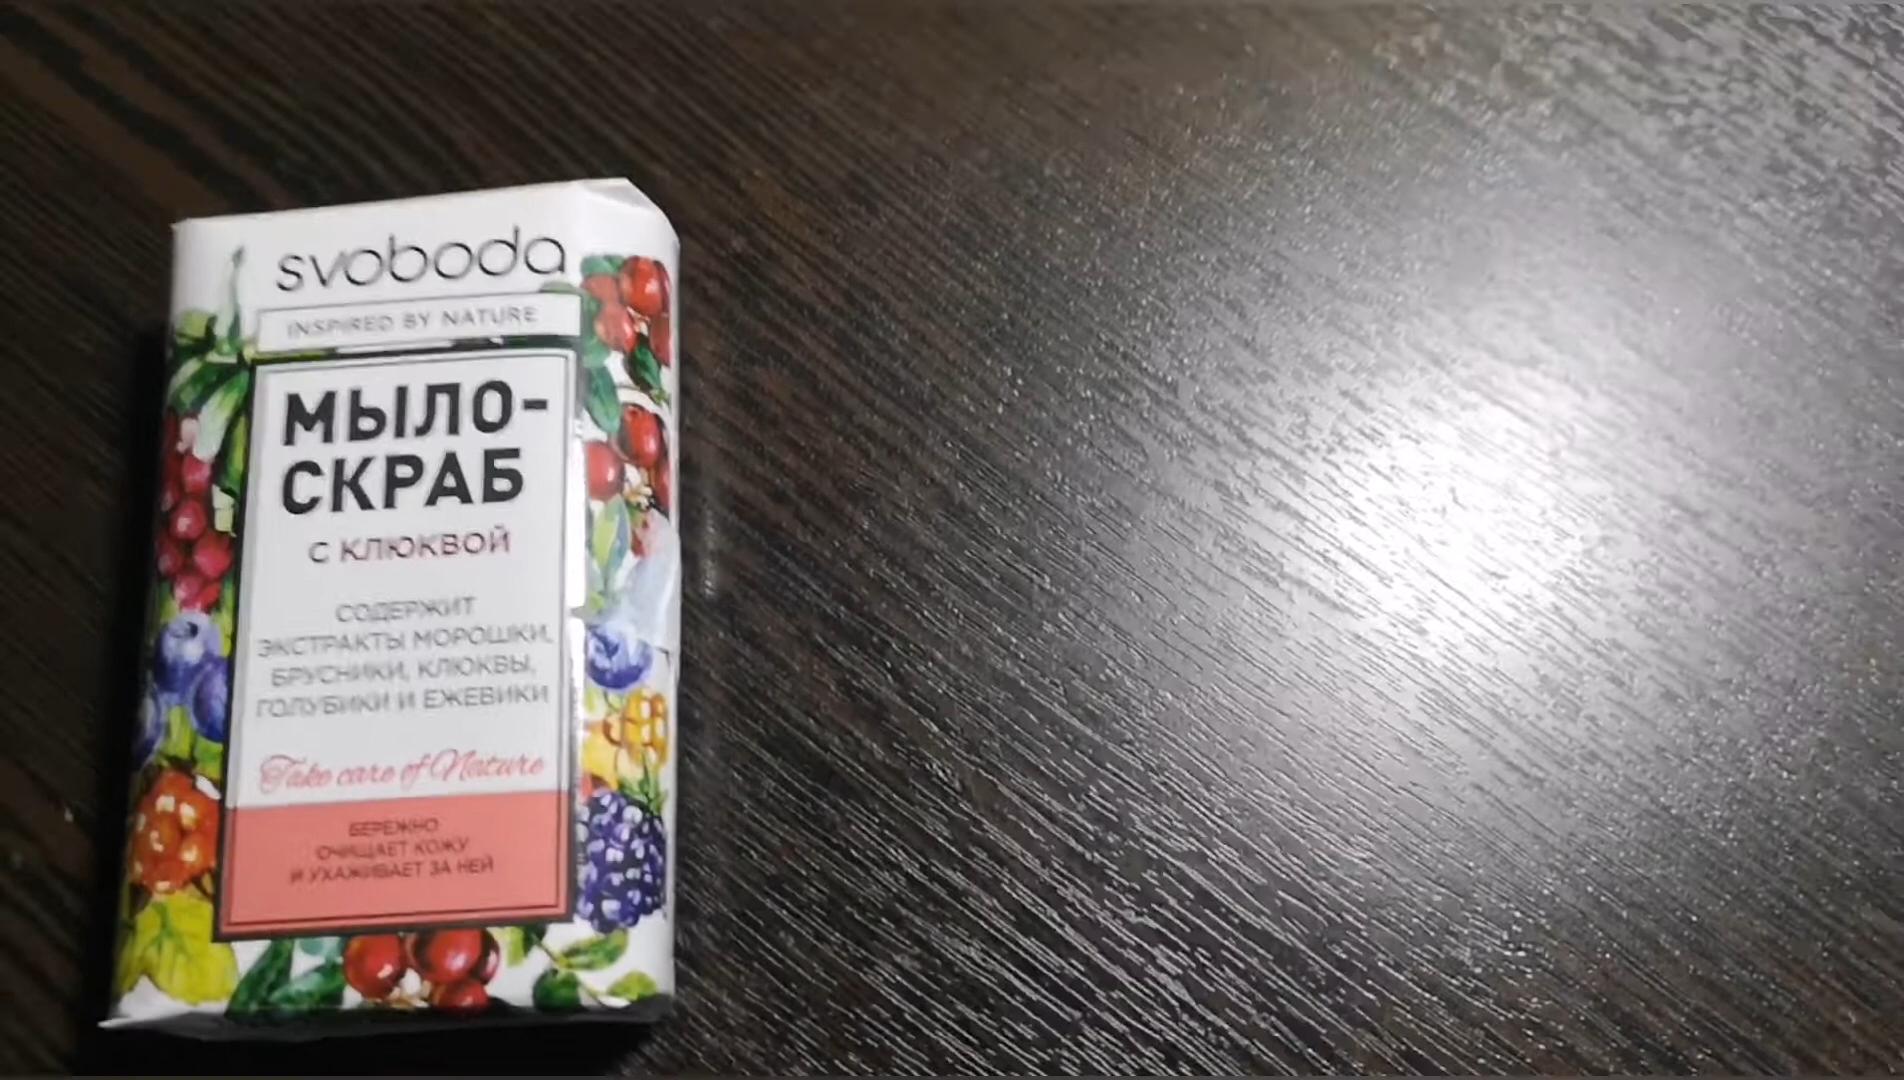 svoboda
INSPIRED BY NATURE
МЫЛО-
СКРАБ
С КЛЮКВОЙ
СОДЕРЖИТ
ЭКСТРАКТЫ МОРОШКИ,
БРУСНИКИ, КЛЮКВЫ,
ГОЛУБИКИ И ЕЖЕВИКИ
Take care of Nature
БЕРЕЖНО
ОЧИЩАЕТ КОЖУ
И УХАЖИВАЕТ ЗА НЕЙ